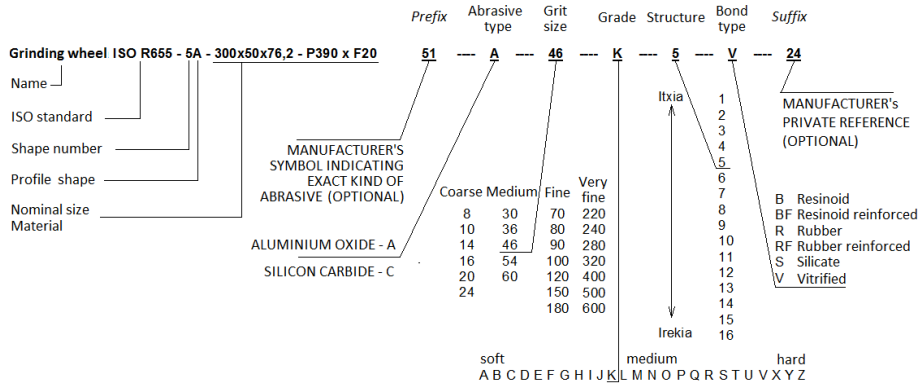 Prefix Abrasive type Grit size Grade Structure Bond type Suffix
Grinding wheel ISO R655 - 5A - 300x50x76,2 - P390 x F20 51 ---- A ---- 46 ---- K ---- 5 ---- V ---- 24
Name
ISO standard
Shape number
Profile shape
Nominal size
Material
MANUFACTURER'S
SYMBOL INDICATING
EXACT KIND OF
ABRASIVE (OPTIONAL)
ALUMINIUM OXIDE - A
SILICON CARBIDE - C
Coarse Medium Fine Very fine
8 30 70 220
10 36 80 240
14 46 90 280
16 54 100 320
20 60 120 400
24 150 500
180 600
Itxia
Irekia
1
2
3
4
5
6
7
8
9
10
11
12
13
14
15
16
MANUFACTURER's
PRIVATE REFERENCE
(OPTIONAL)
B Resinoid
BF Resinoid reinforced
R Rubber
RF Rubber reinforced
S Silicate
V Vitrified
soft medium hard
A B C D E F G H I J K L M N O P Q R S T U V X Y Z